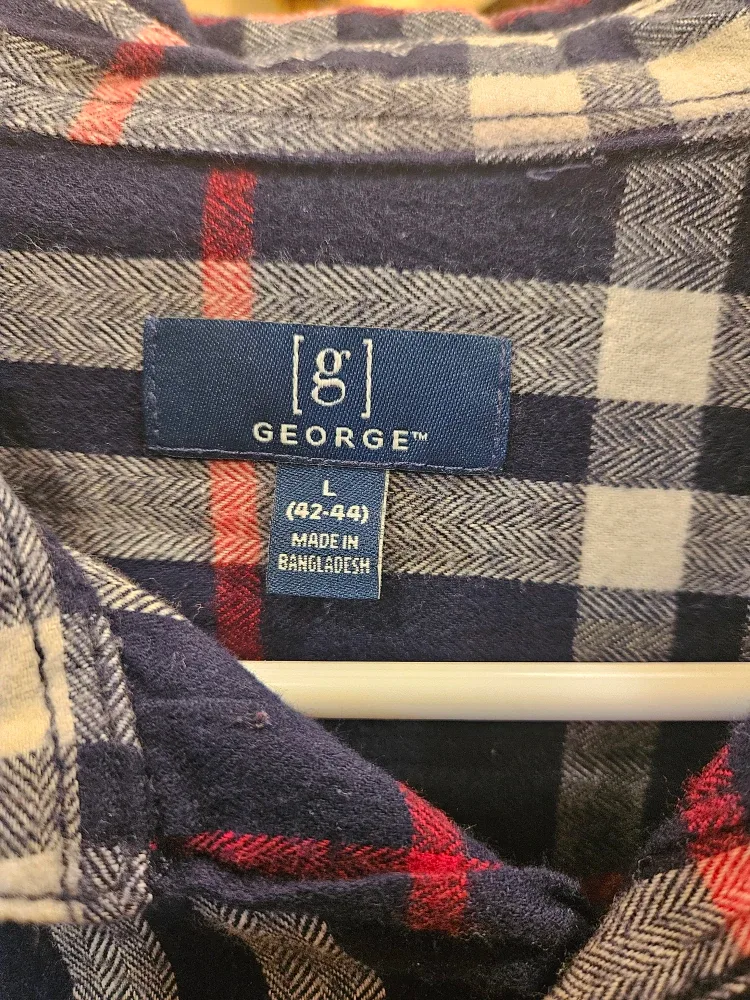 [g]
GEORGE™
L
(42-44)
MADE IN
BANGLADESH